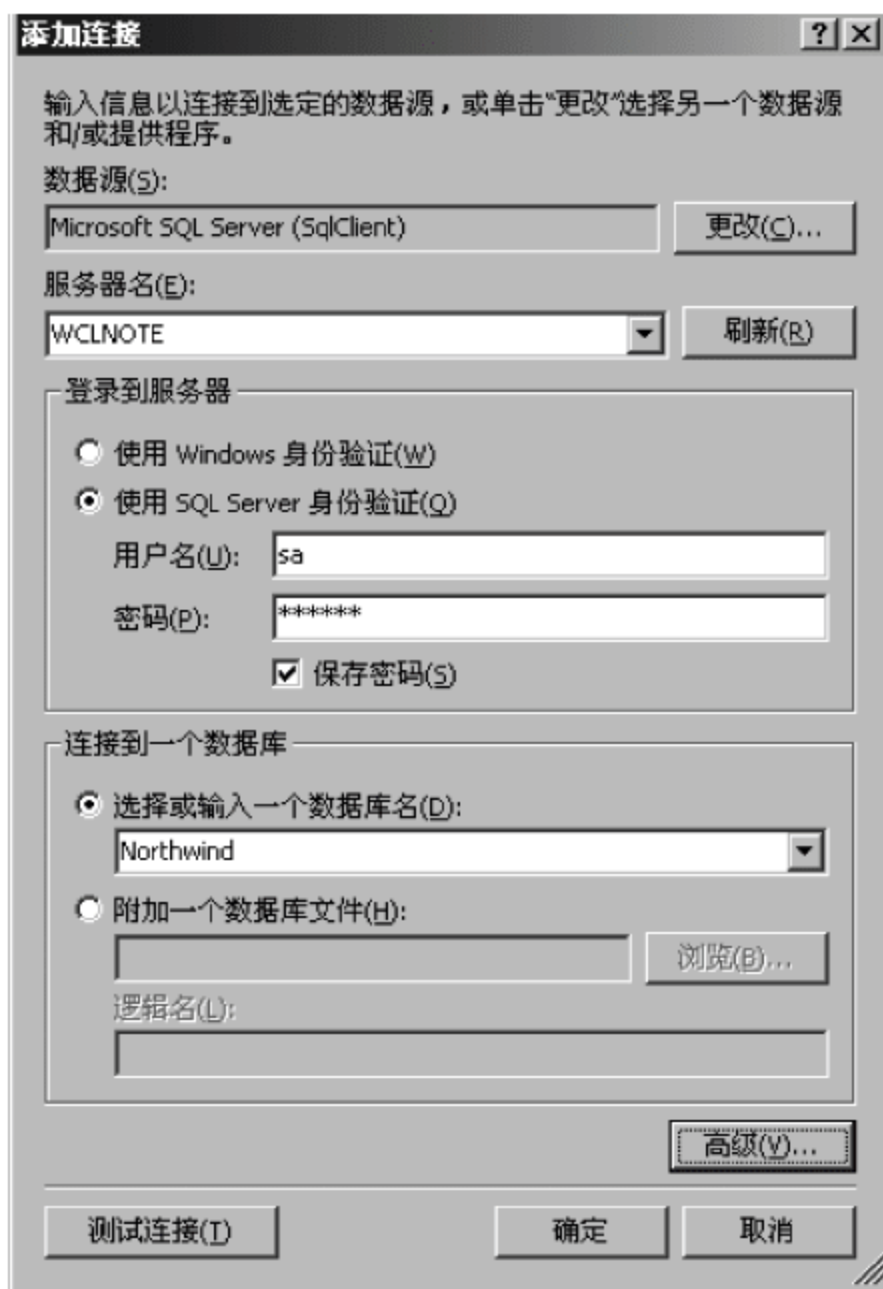 添加连接
输入信息以连接到选定的数据源，或单击“更改”选择另一个数据源
和/或提供程序。
数据源(S):
Microsoft SQL Server (SqlClient)
更改(C)...
服务器名(E):
WCLNOTE
刷新(R)
登录到服务器
使用 Windows 身份验证(W)
使用 SQL Server 身份验证(Q)
用户名(U):
sa
密码(P):
******
保存密码(S)
连接到一个数据库
选择或输入一个数据库名(D):
Northwind
附加一个数据库文件(H):
浏览(B)...
逻辑名(L):
高级(V)...
测试连接(T)
确定
取消